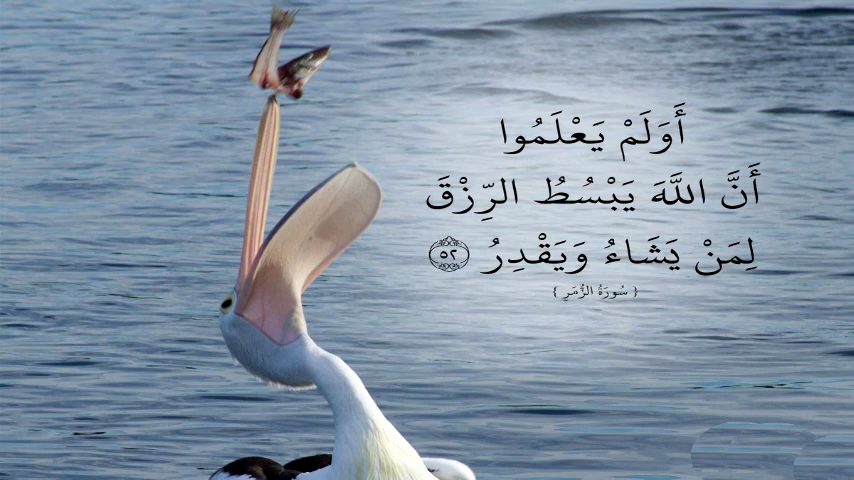 أَوَلَمْ يَعْلَمُوا
أَنَّ اللَّهَ يَبْسُطُ الرِّزْقَ
لِمَنْ يَشَاءُ وَيَقْدِرُ ٥٢
{ سُورَةُ الزُّمَرِ }